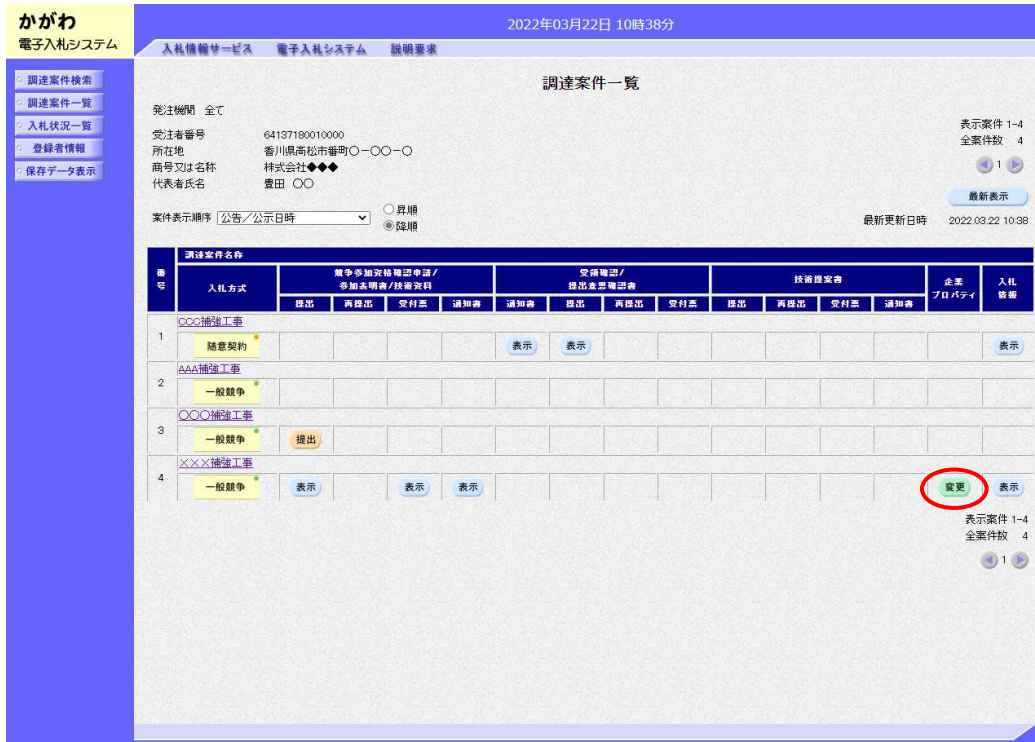 かがわ
電子入札システム
2022年03月22日 10時38分
入札情報サービス 電子入札システム 説明要求
調達案件検索
調達案件一覧
入札状況一覧
登録者情報
保存データ表示
調達案件一覧
発注機関 全て
受注者番号 64137180010000
所在地 香川県高松市番町○-○○-○
商号又は名称 株式会社◆◆◆
代表者氏名 豊田 ○○
案件表示順序 公告/公示日時
昇順
降順
表示案件 1-4
全案件数 4
1
最新表示
最新更新日時 2022.03.22 10:38
番号 調達案件名称
入札方式 競争参加資格確認申請/参加表明書/技術資料 受領確認/提出意思確認書 技術提案書 企業プロパティ 入札情報
提出 再提出 受付票 通知書 通知書 提出 再提出 受付票 提出 再提出 受付票 通知書
1 CCC補強工事
随意契約 表示 表示 表示
2 AAA補強工事
一般競争
3 ○○○補強工事
一般競争 提出
4 ×××補強工事
一般競争 表示 表示 表示 変更 表示
表示案件 1-4
全案件数 4
1